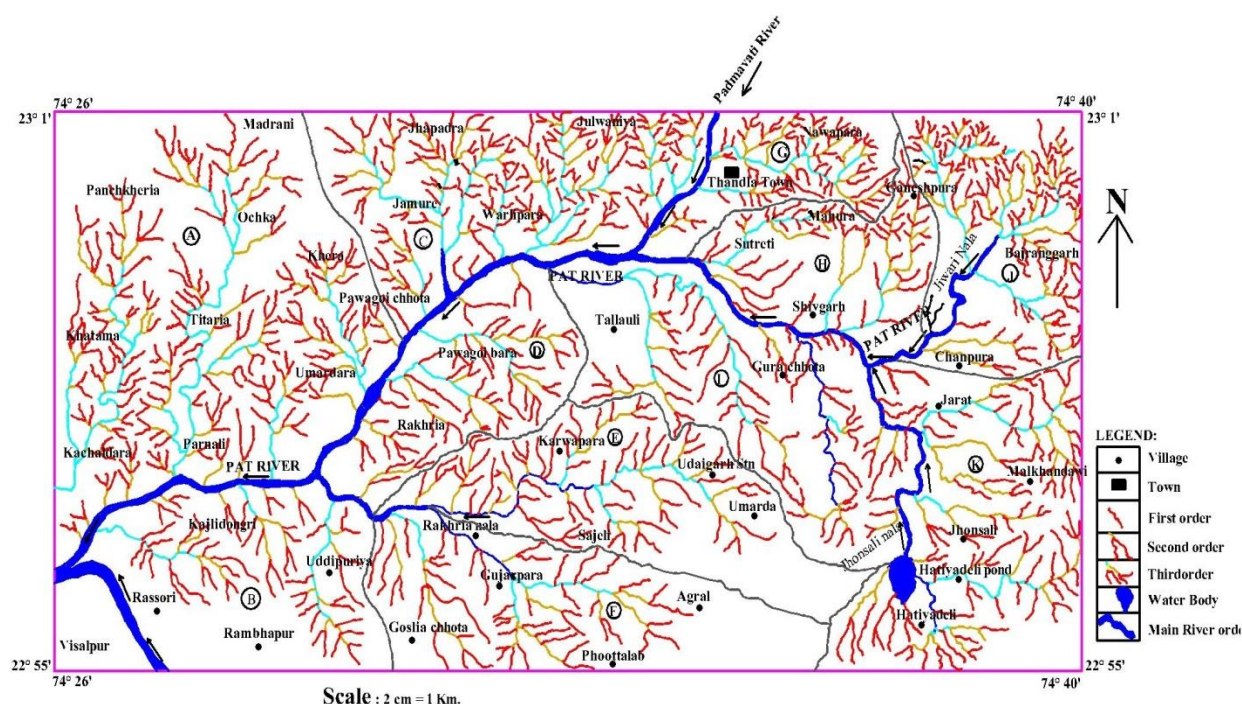 Padmavati River
74° 26'
74° 40'
23° 1'
23° 1'
Madrani
Jhapadra
Julwaniya
Nawapara
G
Thandla Town
Panchkheria
Ochka
A
Jamure
Warhpara
C
Ganeshpura
N
Mahura
Sutreti
H
Khera
PAT RIVER
Jiwari Nala
Bajranggarh
J
Pawagoi chhota
Shivgarh
Titaria
Tallauli
PAT RIVER
Khatama
Pawagoi bara
D
Chanpura
Umardara
Gura chhota
L
Jarat
Rakhria
Karwapara
E
Parnali
Kachaldara
PAT RIVER
Udaigarh Stn
K
Malkhandawi
Umarda
Kajlidongri
Rakhria nala
Sajeli
Jhonsali
Jhonsali nala
Uddipuriya
Gujarpara
Hatiyadeli pond
Rassori
B
F
Agral
Hatiyadeli
Visalpur
Rambhapur
Goslia chhota
Phoottalab
22° 55'
22° 55'
74° 26'
74° 40'
Scale : 2 cm = 1 Km.
LEGEND:
Village
Town
First order
Second order
Thirdorder
Water Body
Main River orde